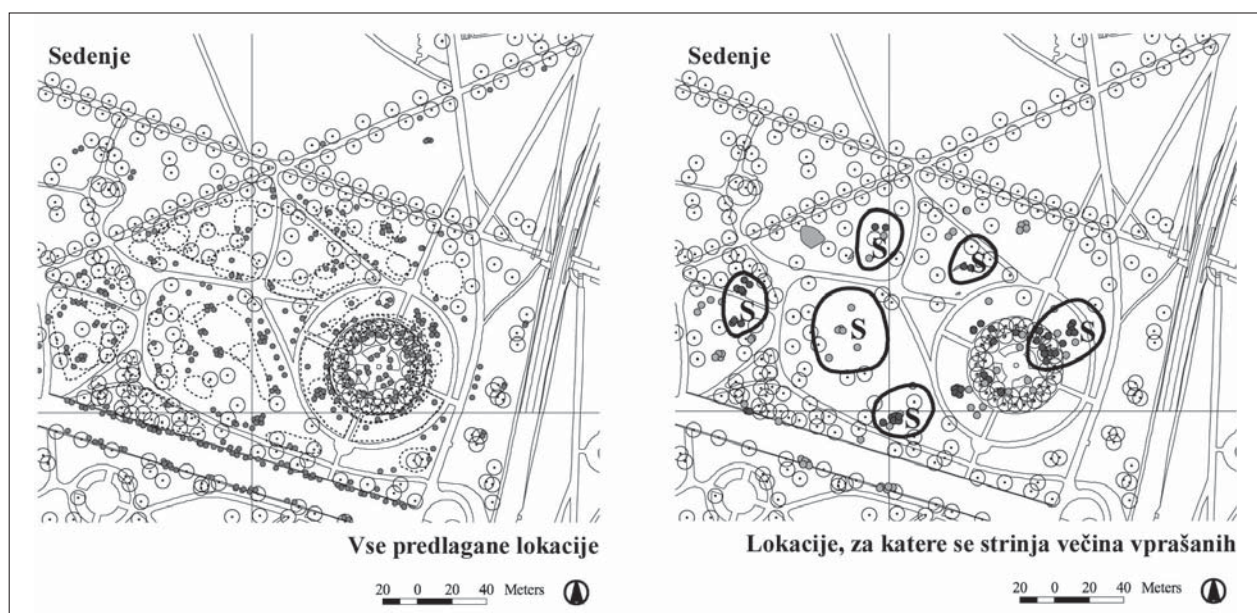 Sedenje
Vse predlagane lokacije
20 0 20 40 Meters
Sedenje
S
S
S
S
S
S
Lokacije, za katere se strinja večina vprašanih
20 0 20 40 Meters